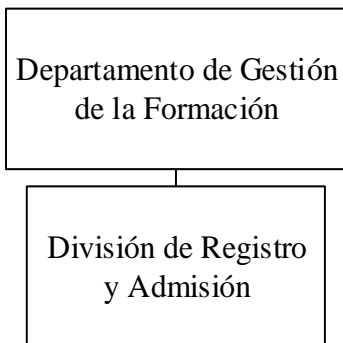 Departamento de Gestión
de la Formación
División de Registro
y Admisión